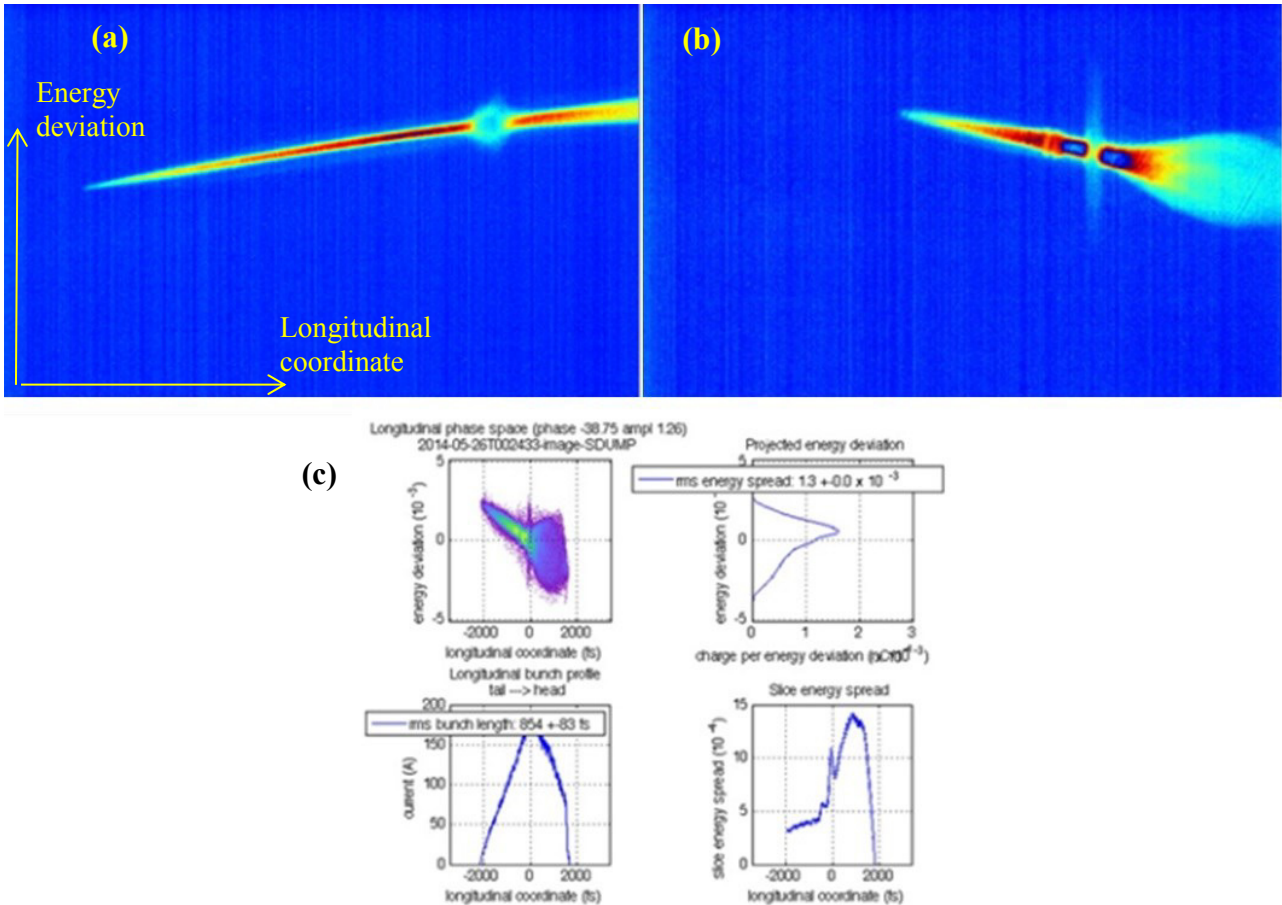 (a)
Energy
deviation
Longitudinal
coordinate
(b)
(c)
Longitudinal phase space (phase -38.75 ampl 1.26)
2014-05-26T002433-image-SDUMP
5
0
-5
energy deviation (10 -3)
-2000 0 2000
longitudinal coordinate (fs)
Projected energy deviation
rms energy spread: 1.3 +-0.0 x 10 -3
5
0
-5
energy deviation (10
0 1 2 3
charge per energy deviation
Longitudinal bunch profile
tail ---> head
rms bunch length: 854 +-83 fs
200
150
100
50
0
current (A)
-2000 0 2000
longitudinal coordinate (fs)
Slice energy spread
15
10
5
0
slice energy spread (10 -4)
-2000 0 2000
longitudinal coordinate (fs)